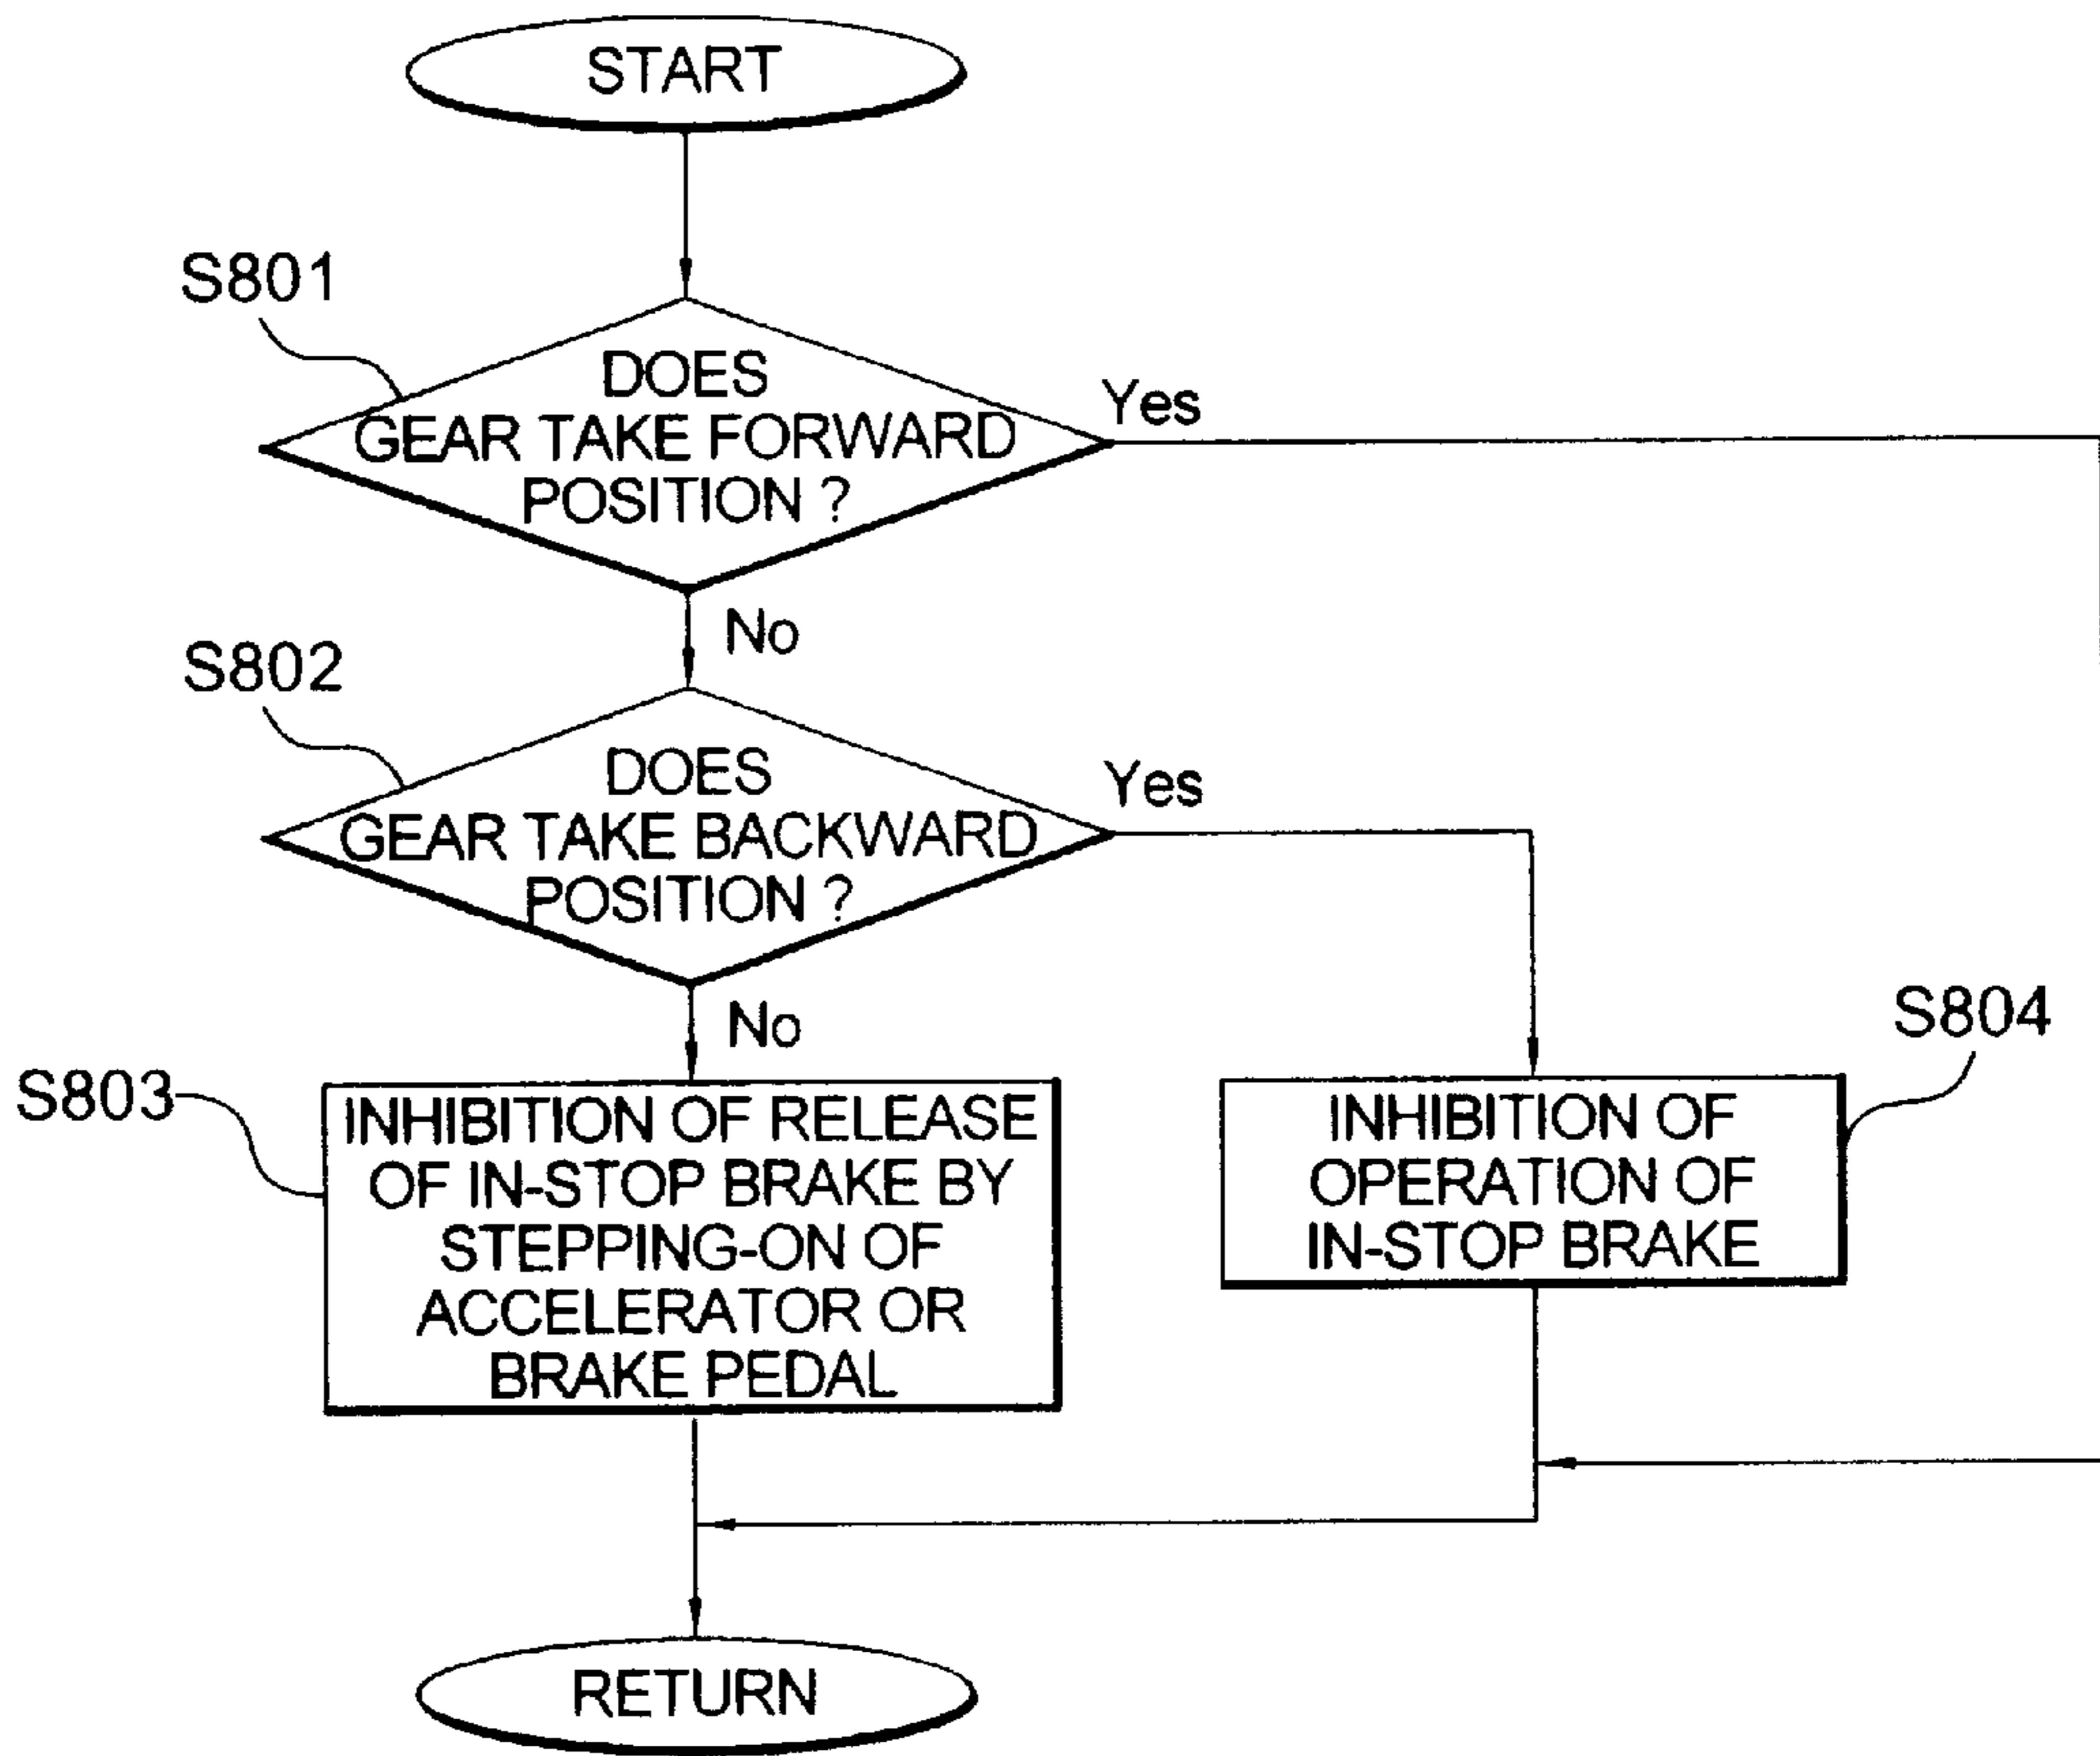 START
S801
DOES
GEAR TAKE FORWARD
POSITION ?
Yes
No
S802
DOES
GEAR TAKE BACKWARD
POSITION ?
Yes
No
S803
INHIBITION OF RELEASE
OF IN-STOP BRAKE BY
STEPPING-ON OF
ACCELERATOR OR
BRAKE PEDAL
S804
INHIBITION OF
OPERATION OF
IN-STOP BRAKE
RETURN